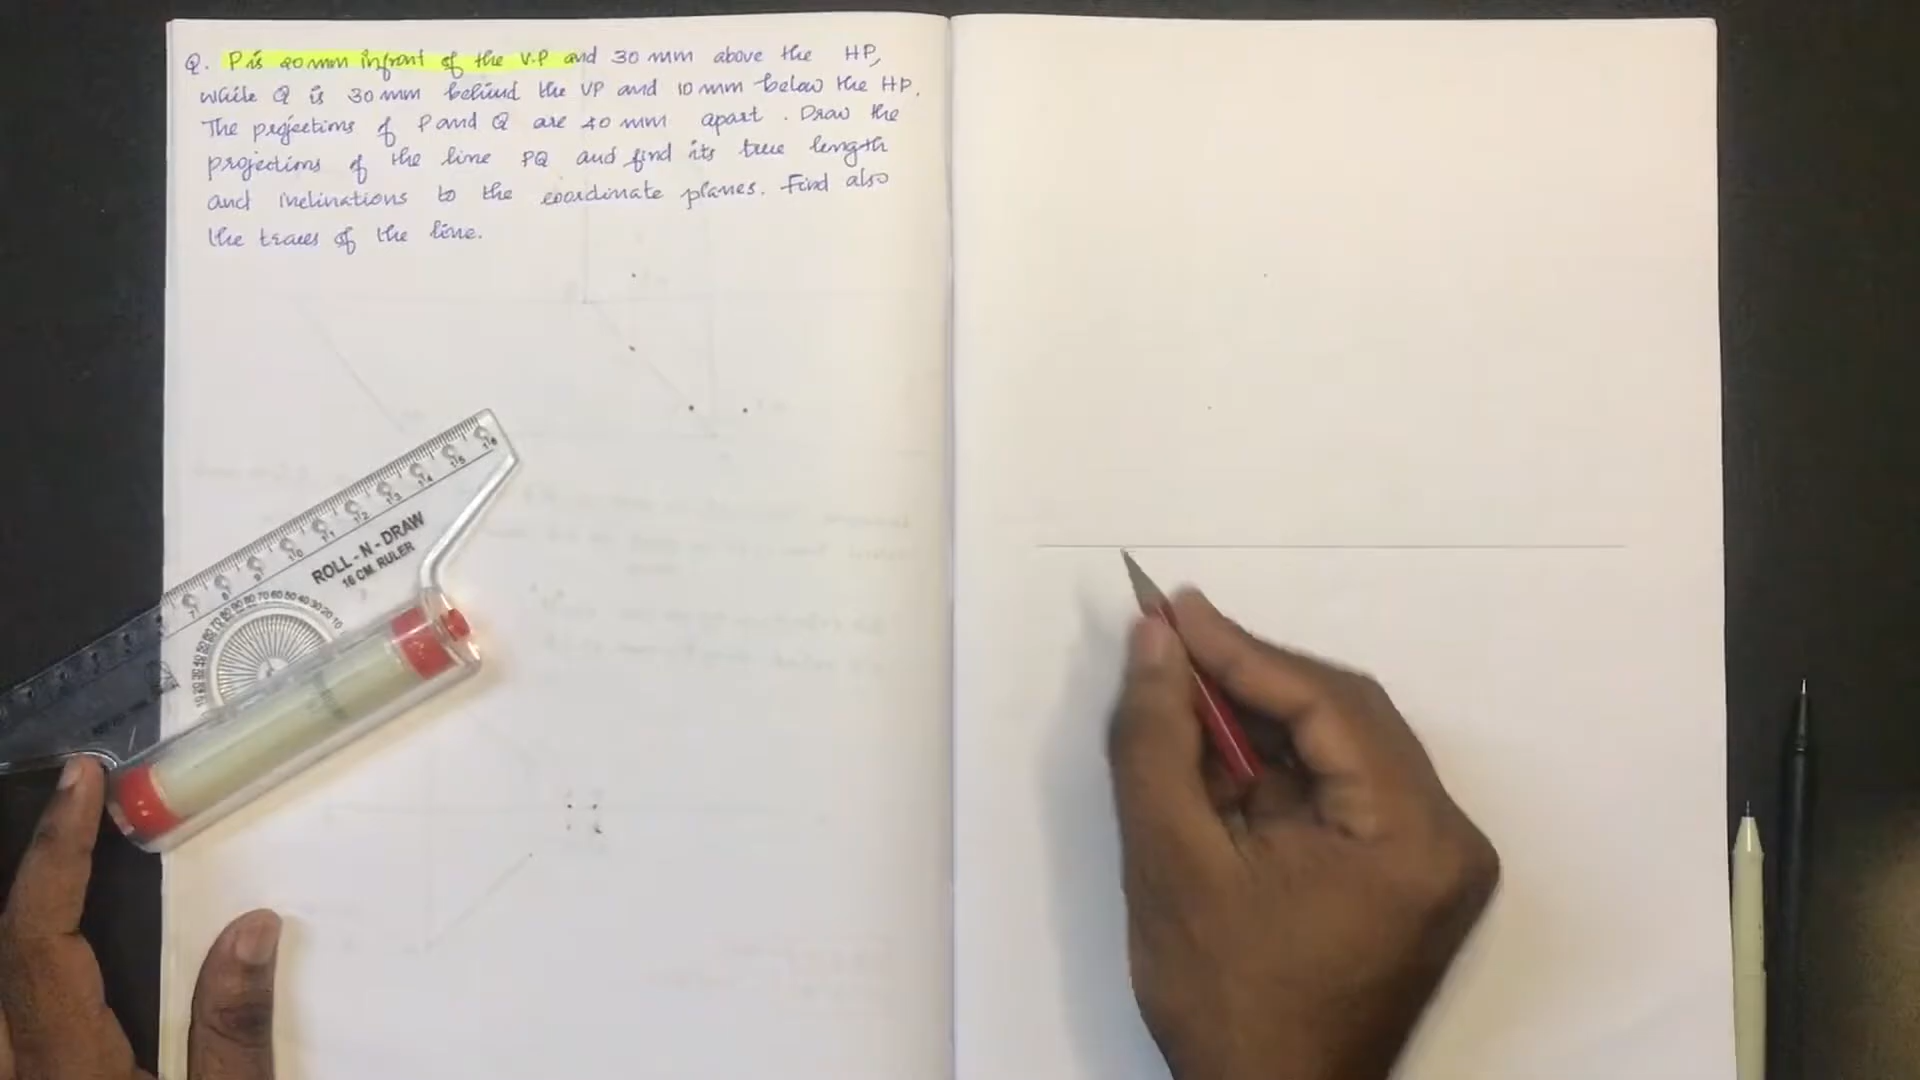 Q. P is 40 mm infront of the V.P and 30 mm above the HP,
while Q is 30 mm behind the VP and 10 mm below the HP.
The projections of P and Q are 40 mm apart. Draw the
projections of the line PQ and find its true length
and inclinations to the coordinate planes. Find also
the traces of the line.
ROLL-N-DRAW
16 CM. RULER